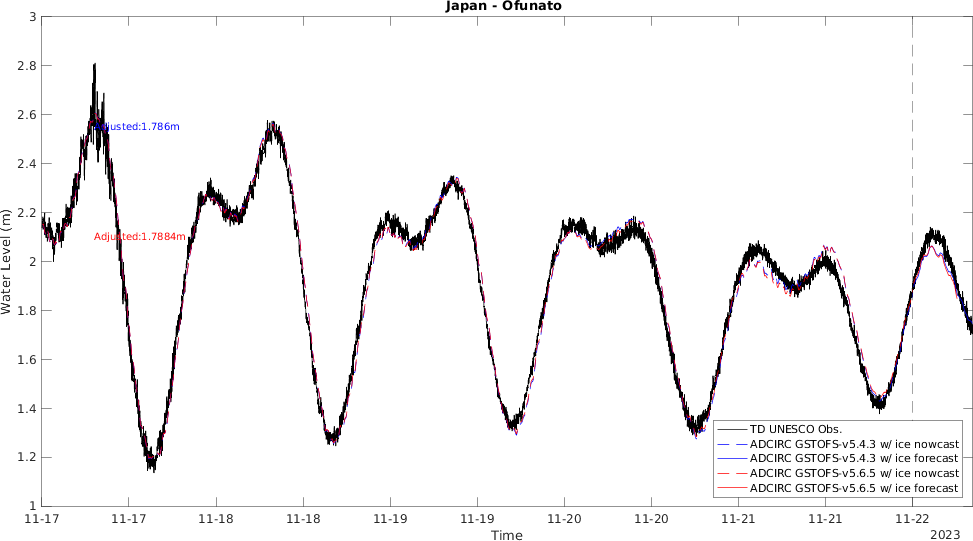 Japan - Ofunato
3
2.8
2.6
2.4
2.2
2
1.8
1.6
1.4
1.2
1
Water Level (m)
Adjusted:1.786m
Adjusted:1.7884m
TD UNESCO Obs.
ADCIRC GSTOFS-v5.4.3 w/ ice nowcast
ADCIRC GSTOFS-v5.4.3 w/ ice forecast
ADCIRC GSTOFS-v5.6.5 w/ ice nowcast
ADCIRC GSTOFS-v5.6.5 w/ ice forecast
11-17 11-17 11-18 11-18 11-19 11-19 11-20 11-20 11-21 11-21 11-22
Time
2023